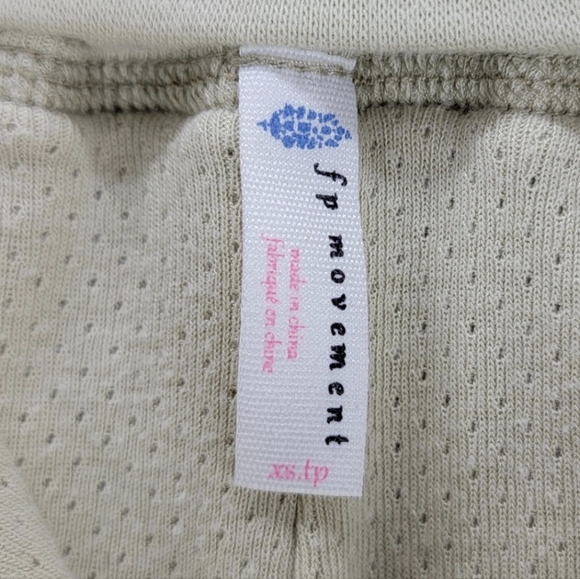 fp movement
made in china
fabriqué en chine
xs.tp